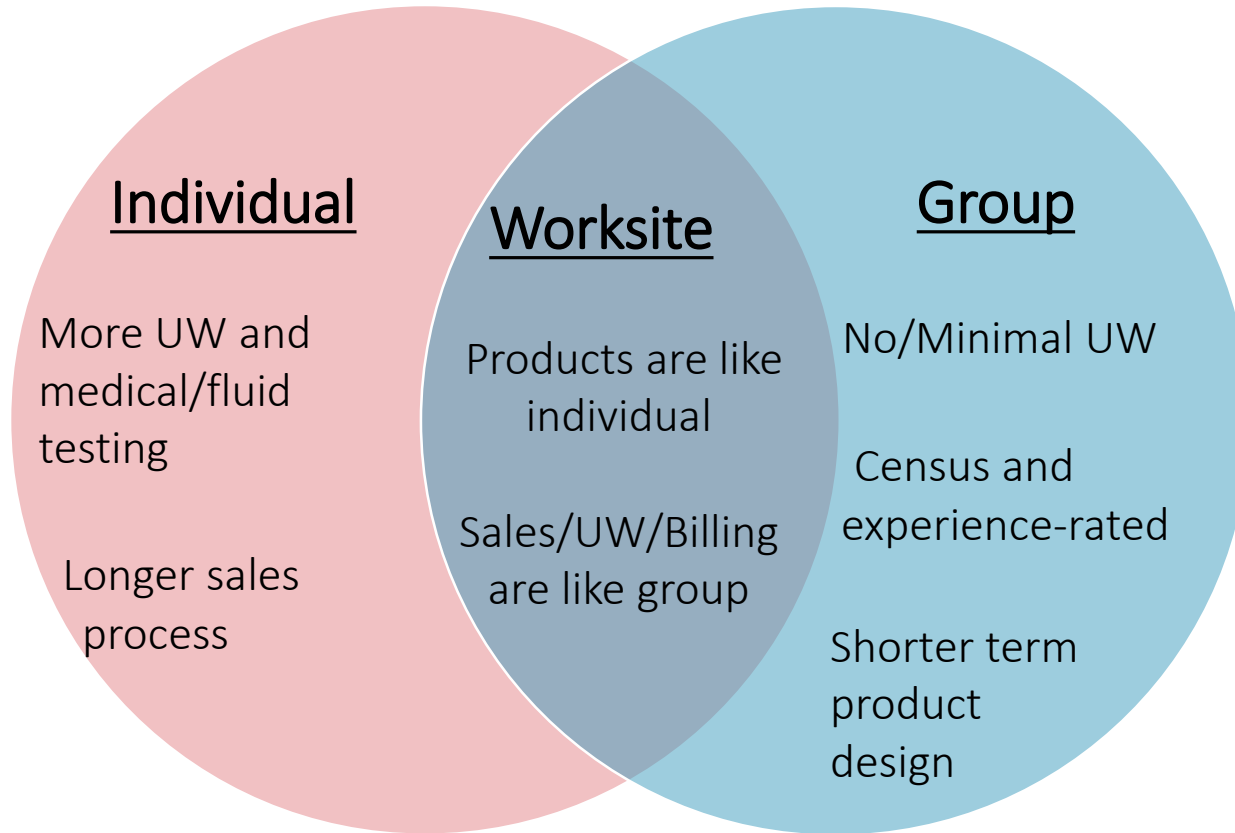 Individual
More UW and
medical/fluid
testing
Longer sales
process
Worksite
Products are like
individual
Sales/UW/Billing
are like group
Group
No/Minimal UW
Census and
experience-rated
Shorter term
product
design